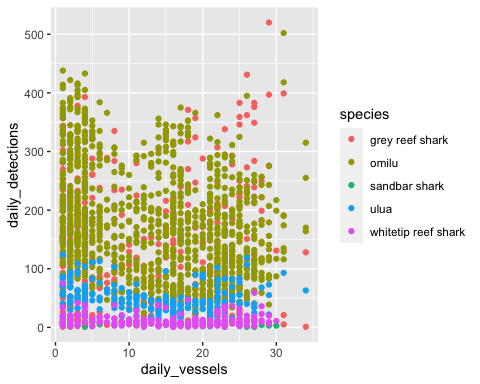 500
400
300
200
100
0
daily_detections
0 10 20 30
daily_vessels
species
grey reef shark
omilu
sandbar shark
ulua
whitetip reef shark